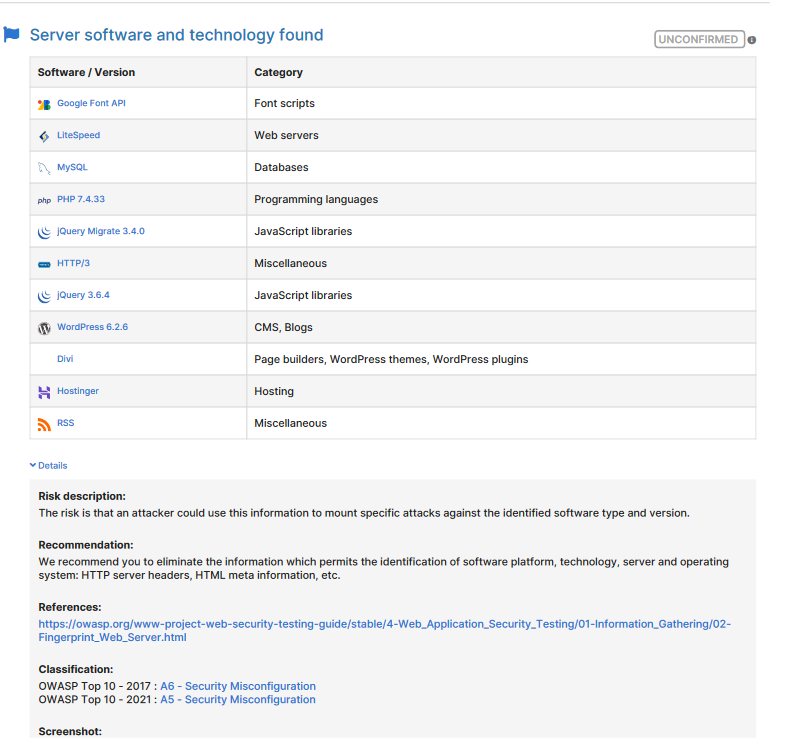 Server software and technology found
UNCONFIRMED
Software / Version Category
Google Font API Font scripts
LiteSpeed Web servers
MySQL Databases
php PHP 7.4.33 Programming languages
jQuery Migrate 3.4.0 JavaScript libraries
HTTP/3 Miscellaneous
jQuery 3.6.4 JavaScript libraries
WordPress 6.2.6 CMS, Blogs
Divi Page builders, WordPress themes, WordPress plugins
Hostinger Hosting
RSS Miscellaneous
Details
Risk description:
The risk is that an attacker could use this information to mount specific attacks against the identified software type and version.
Recommendation:
We recommend you to eliminate the information which permits the identification of software platform, technology, server and operating
system: HTTP server headers, HTML meta information, etc.
References:
https://owasp.org/www-project-web-security-testing-guide/stable/4-Web_Application_Security_Testing/01-Information_Gathering/02-
Fingerprint_Web_Server.html
Classification:
OWASP Top 10 - 2017 : A6 - Security Misconfiguration
OWASP Top 10 - 2021 : A5 - Security Misconfiguration
Screenshot: